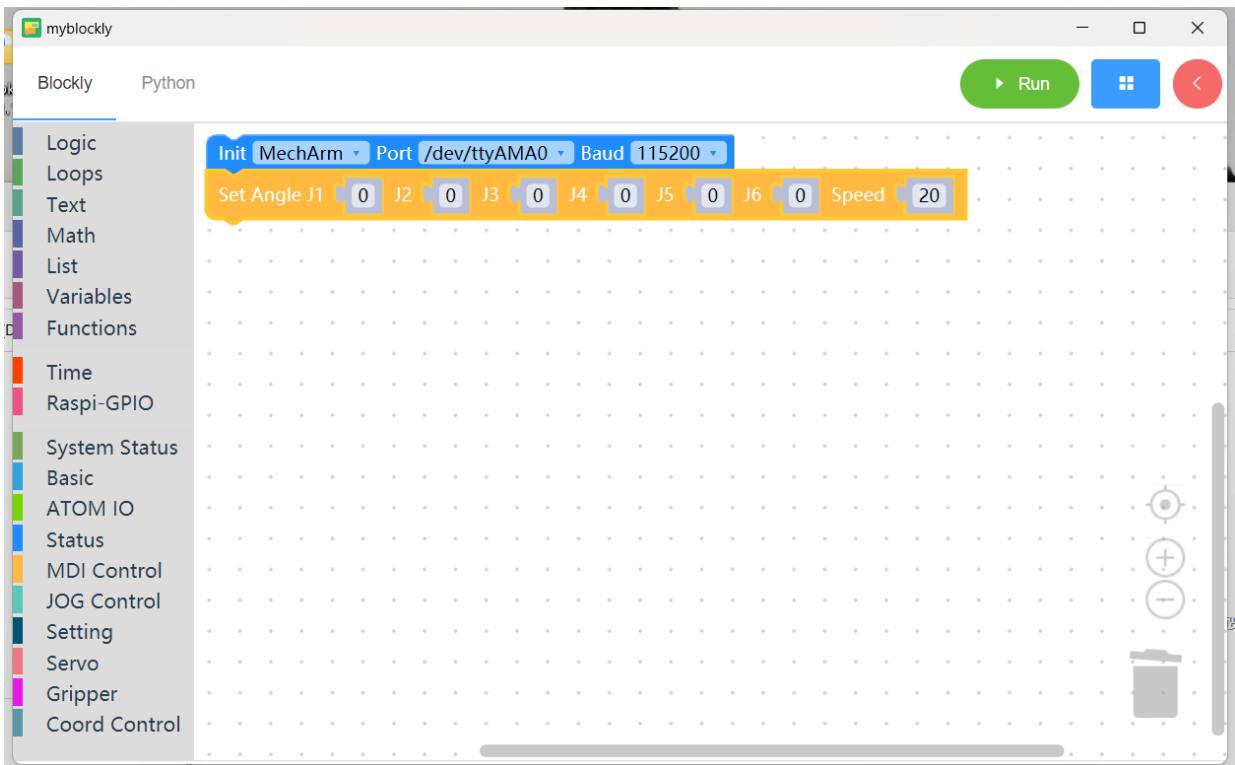 myblockly
Blockly Python Run
Logic
Loops
Text
Math
List
Variables
Functions
Time
Raspi-GPIO
System Status
Basic
ATOM IO
Status
MDI Control
JOG Control
Setting
Servo
Gripper
Coord Control
Init MechArm Port /dev/ttyAMA0 Baud 115200
Set Angle J1 0 J2 0 J3 0 J4 0 J5 0 J6 0 Speed 20